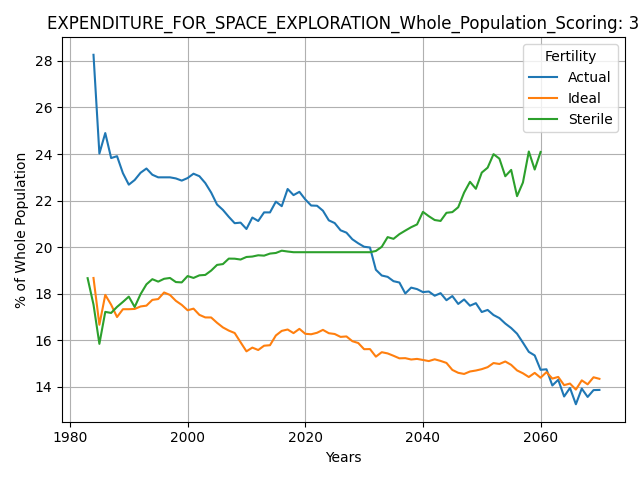 EXPENDITURE_FOR_SPACE_EXPLORATION_Whole_Population_Scoring: 3
% of Whole Population
28
26
24
22
20
18
16
14
Fertility
Actual
Ideal
Sterile
1980 2000 2020 2040 2060
Years